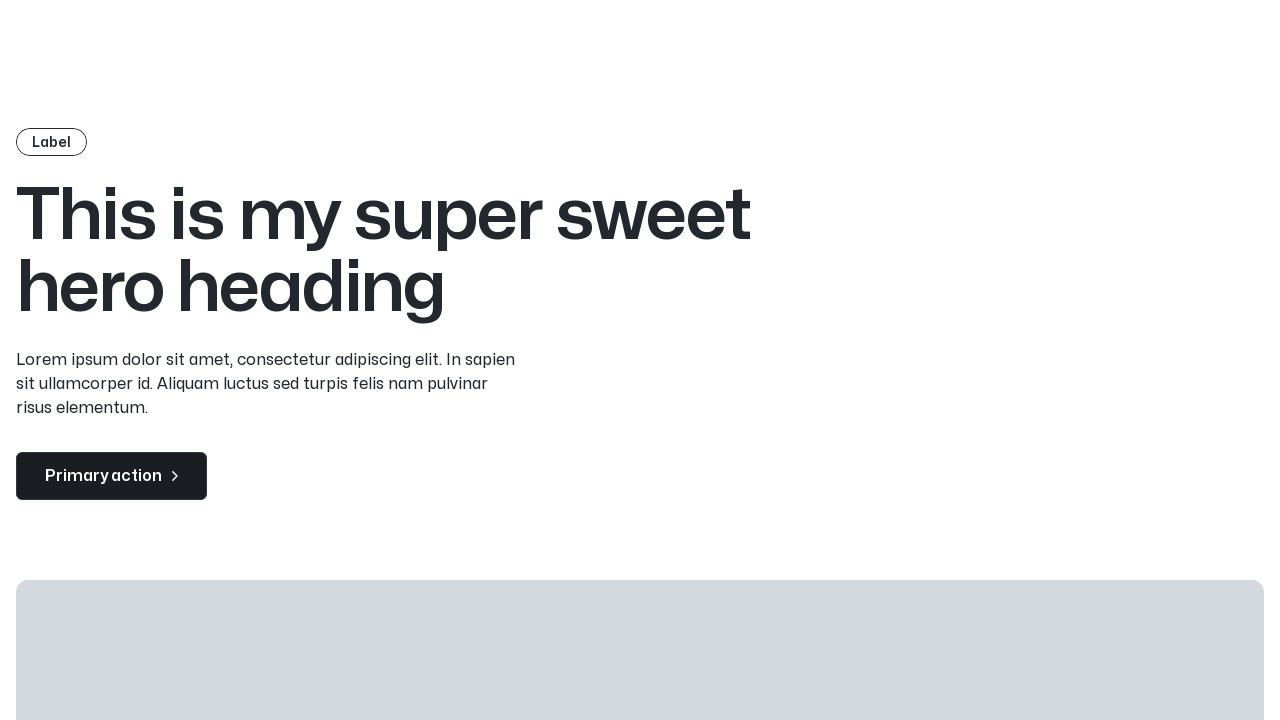 Label
This is my super sweet
hero heading
Lorem ipsum dolor sit amet, consectetur adipiscing elit. In sapien
sit ullamcorper id. Aliquam luctus sed turpis felis nam pulvinar
risus elementum.
Primary action